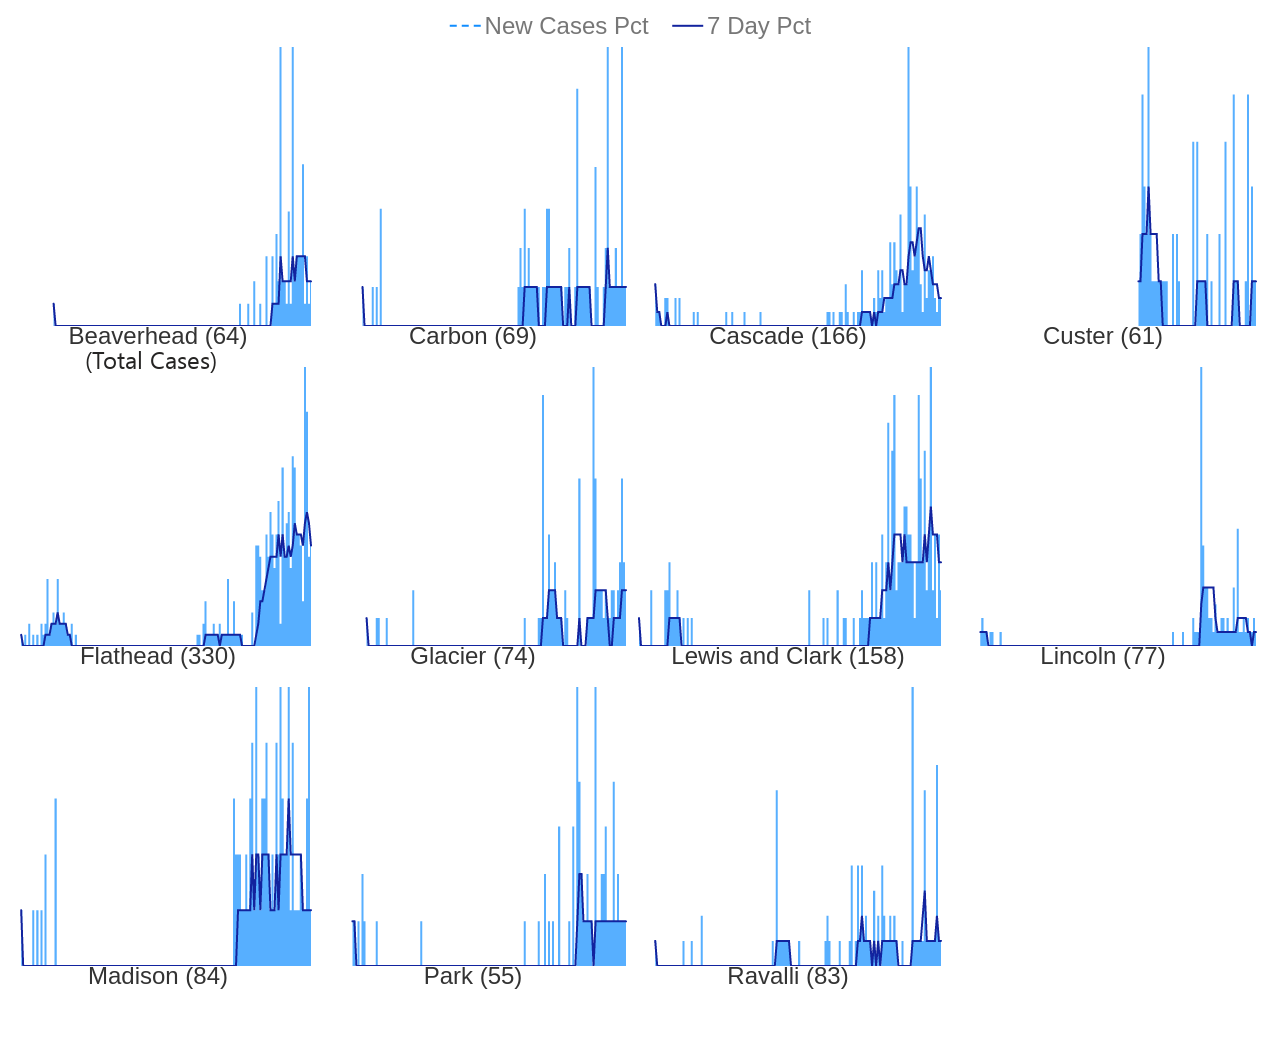 New Cases Pct 7 Day Pct
Beaverhead (64) Carbon (69) Cascade (166) Custer (61)
(Total Cases)
Flathead (330) Glacier (74) Lewis and Clark (158) Lincoln (77)
Madison (84) Park (55) Ravalli (83)